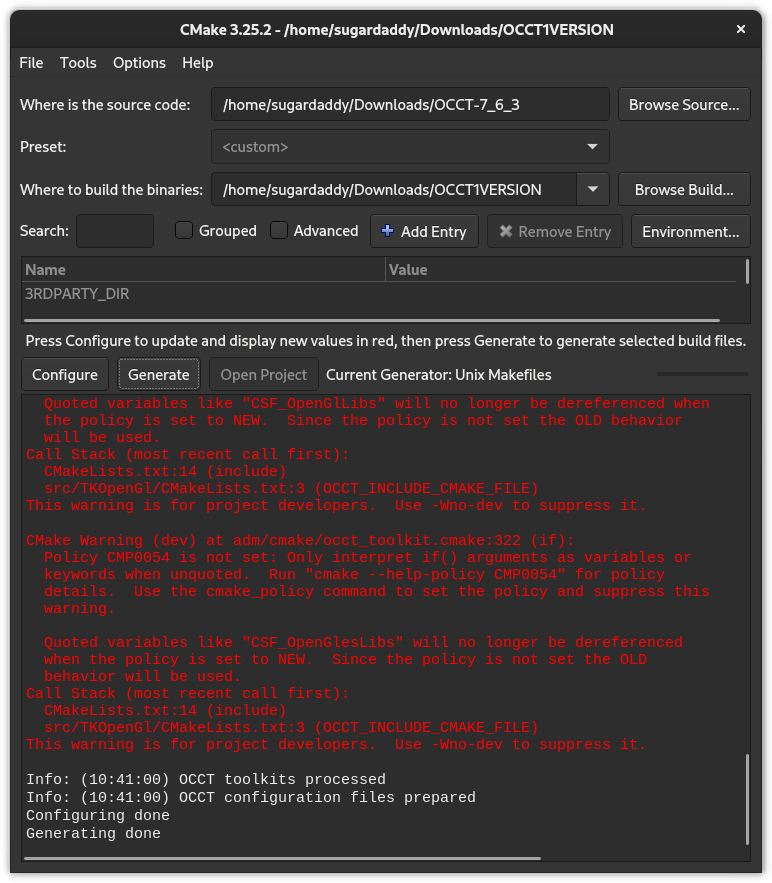 CMake 3.25.2 - /home/sugardaddy/Downloads/OCCT1VERSION
File Tools Options Help
Where is the source code: /home/sugardaddy/Downloads/OCCT-7_6_3 Browse Source...
Preset: <custom>
Where to build the binaries: /home/sugardaddy/Downloads/OCCT1VERSION Browse Build...
Search: Grouped Advanced Add Entry Remove Entry Environment...
Name Value
3RDPARTY_DIR
Press Configure to update and display new values in red, then press Generate to generate selected build files.
Configure Generate Open Project Current Generator: Unix Makefiles
Quoted variables like "CSF_OpenGlLibs" will no longer be dereferenced when
the policy is set to NEW.  Since the policy is not set the OLD behavior
will be used.
Call Stack (most recent call first):
CMakeLists.txt:14 (include)
src/TKOpenGl/CMakeLists.txt:3 (OCCT_INCLUDE_CMAKE_FILE)
This warning is for project developers.  Use -Wno-dev to suppress it.
CMake Warning (dev) at adm/cmake/occt_toolkit.cmake:322 (if):
Policy CMP0054 is not set: Only interpret if() arguments as variables or
keywords when unquoted.  Run "cmake --help-policy CMP0054" for policy
details.  Use the cmake_policy command to set the policy and suppress this
warning.
Quoted variables like "CSF_OpenGlesLibs" will no longer be dereferenced
when the policy is set to NEW.  Since the policy is not set the OLD
behavior will be used.
Call Stack (most recent call first):
CMakeLists.txt:14 (include)
src/TKOpenGl/CMakeLists.txt:3 (OCCT_INCLUDE_CMAKE_FILE)
This warning is for project developers.  Use -Wno-dev to suppress it.
Info: (10:41:00) OCCT toolkits processed
Info: (10:41:00) OCCT configuration files prepared
Configuring done
Generating done